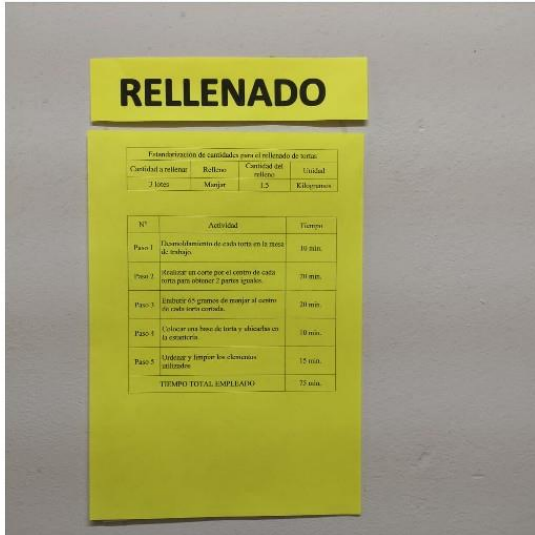 RELLENADO
Estandarización de cantidades para el rellenado de tortas
Cantidad a rellenar Relleno Cantidad del relleno Unidad
3 lotes Manjar 1.5 Kilogramos
N° Actividad Tiempo
Paso 1 Desmoldamiento de cada torta en la mesa de trabajo. 10 min.
Paso 2 Realizar un corte por el centro de cada torta para obtener 2 partes iguales. 20 min.
Paso 3 Embutir 65 gramos de manjar al centro de cada torta cortada. 20 min.
Paso 4 Colocar una base de torta y ubicarlas en la estantería. 10 min.
Paso 5 Ordenar y limpiar los elementos utilizados 15 min.
TIEMPO TOTAL EMPLEADO 75 min.